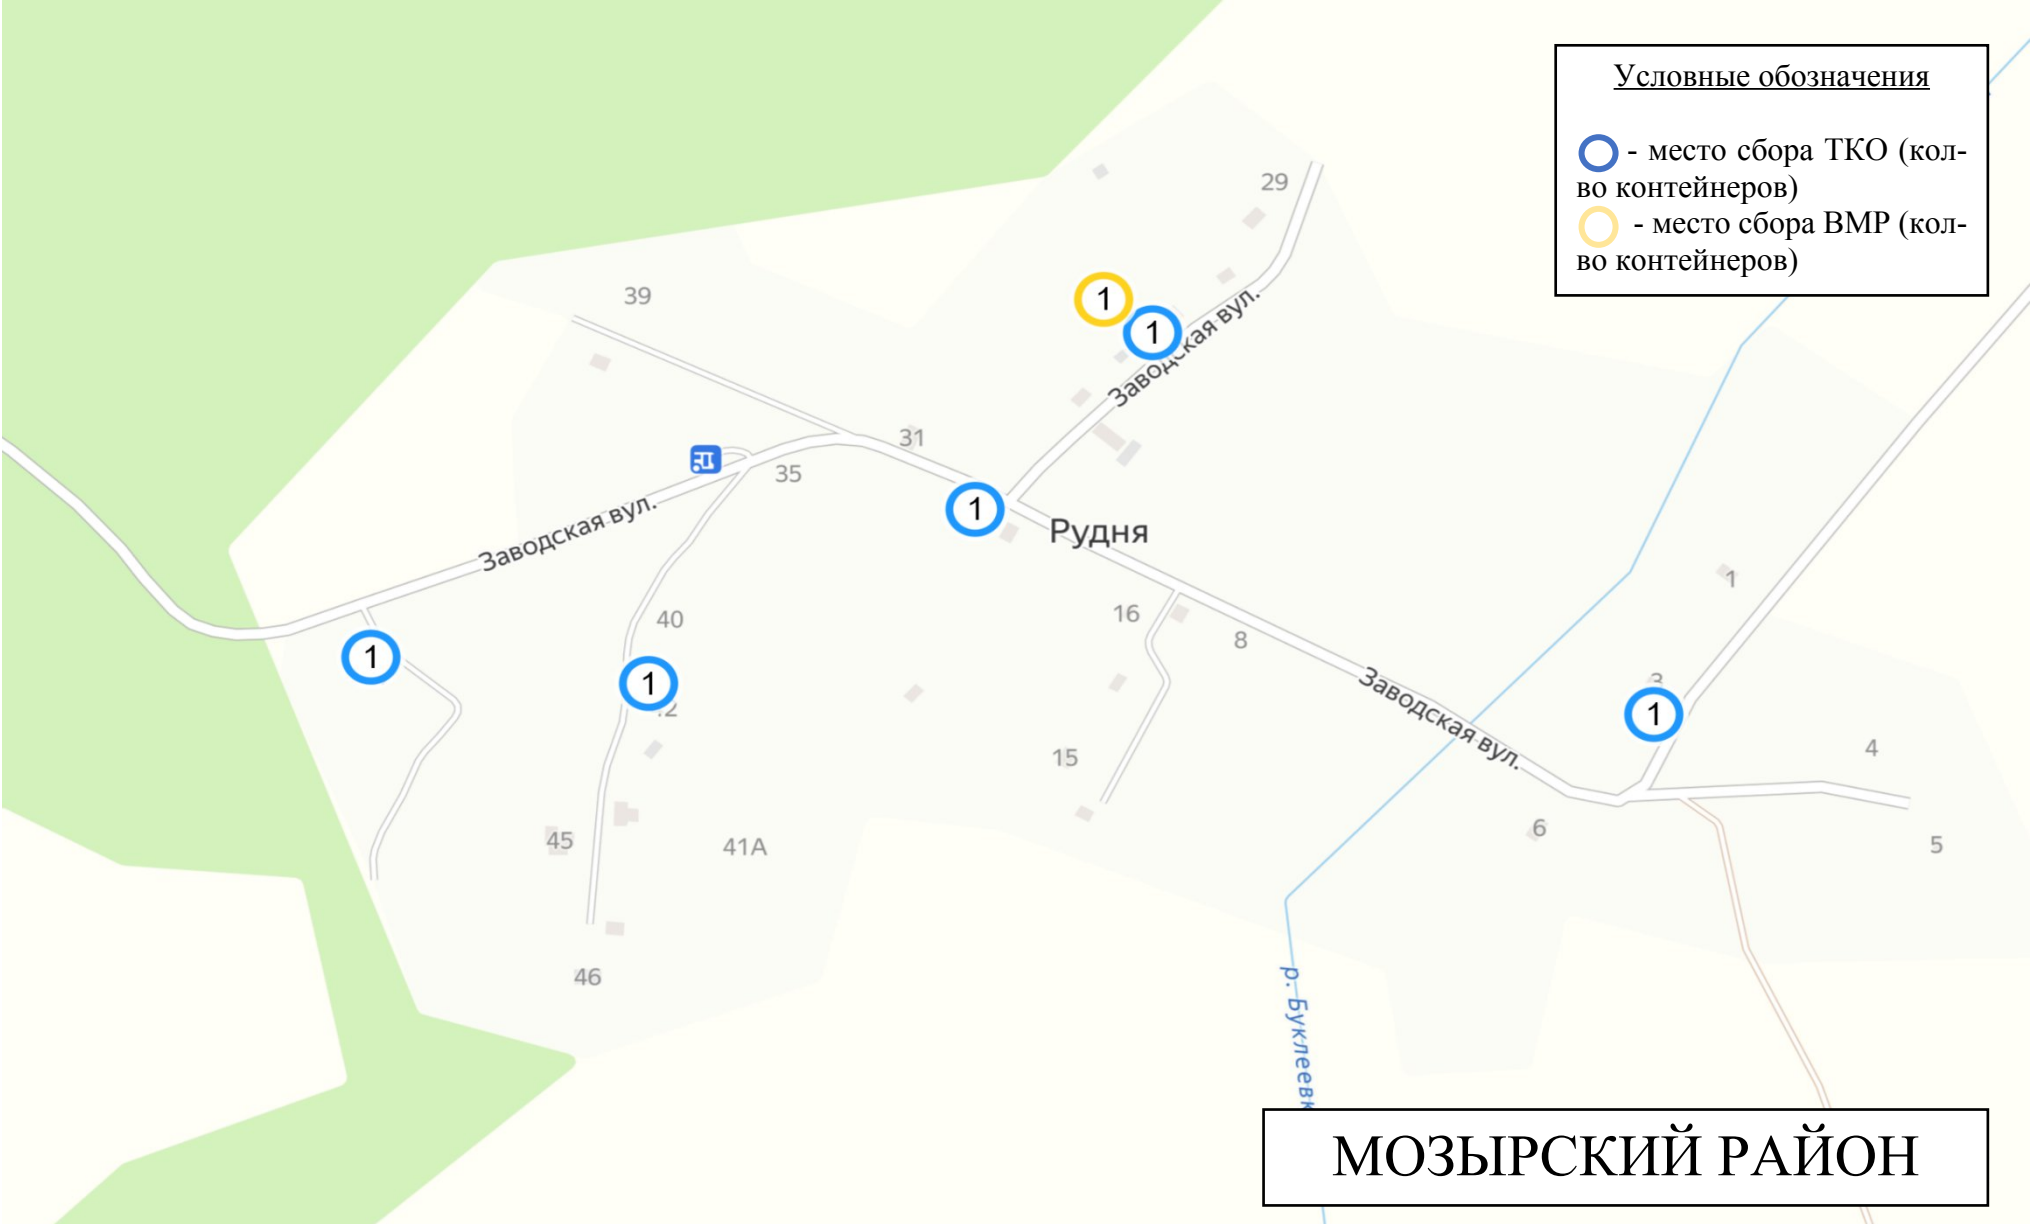 Условные обозначения
- место сбора ТКО (кол-
во контейнеров)
- место сбора ВМР (кол-
во контейнеров)
29
39
1
1
Заводская вул.
31
35
1
Рудня
Заводская вул.
1
40
16
8
1
1
3
1
Заводская вул.
15
4
6
45
41А
5
46
р. Буклеевк
МОЗЫРСКИЙ РАЙОН